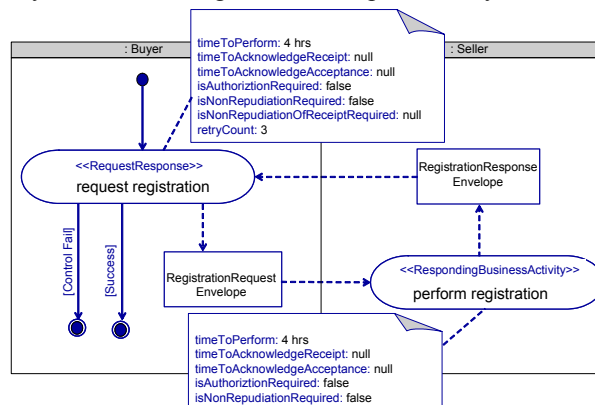 : Buyer
: Seller
timeToPerform: 4 hrs
timeToAcknowledgeReceipt: null
timeToAcknowledgeAcceptance: null
isAuthoriztionRequired: false
isNonRepudiationRequired: false
isNonRepudiationOfReceiptRequired: null
retryCount: 3
<<RequestResponse>>
request registration
RegistrationResponse
Envelope
[Control Fail]
[Success]
RegistrationRequest
Envelope
<<RespondingBusinessActivity>>
perform registration
timeToPerform: 4 hrs
timeToAcknowledgeReceipt: null
timeToAcknowledgeAcceptance: null
isAuthoriztionRequired: false
isNonRepudiationRequired: false